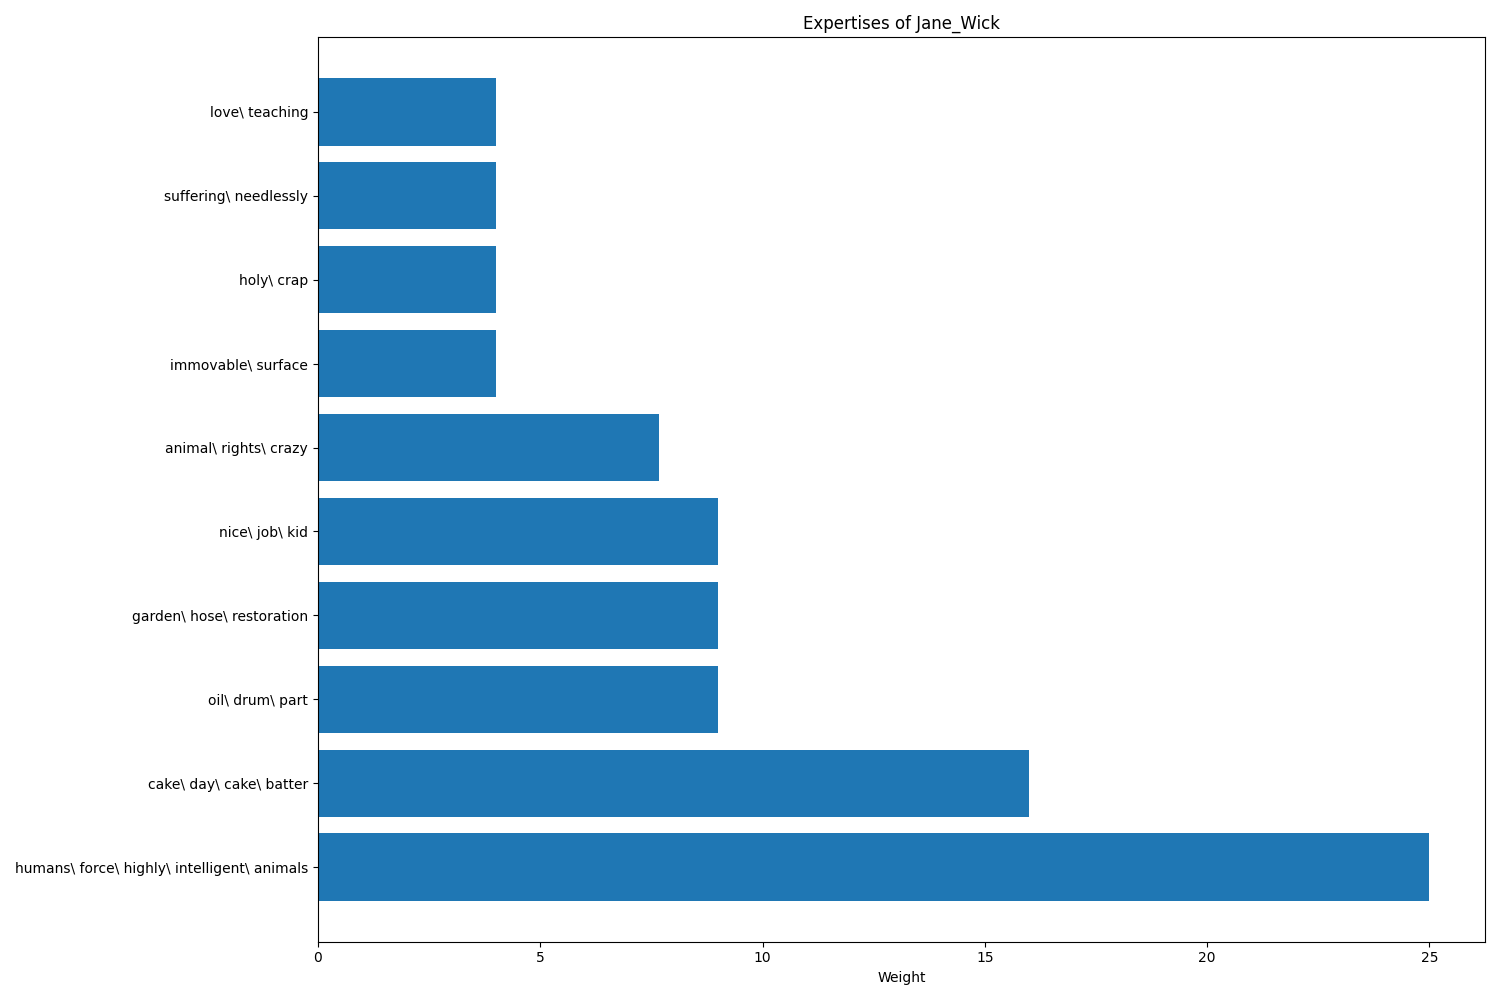 Expertises of Jane_Wick
love\ teaching
suffering\ needlessly
holy\ crap
immovable\ surface
animal\ rights\ crazy
nice\ job\ kid
garden\ hose\ restoration
oil\ drum\ part
cake\ day\ cake\ batter
humans\ force\ highly\ intelligent\ animals
0 5 10 15 20 25
Weight